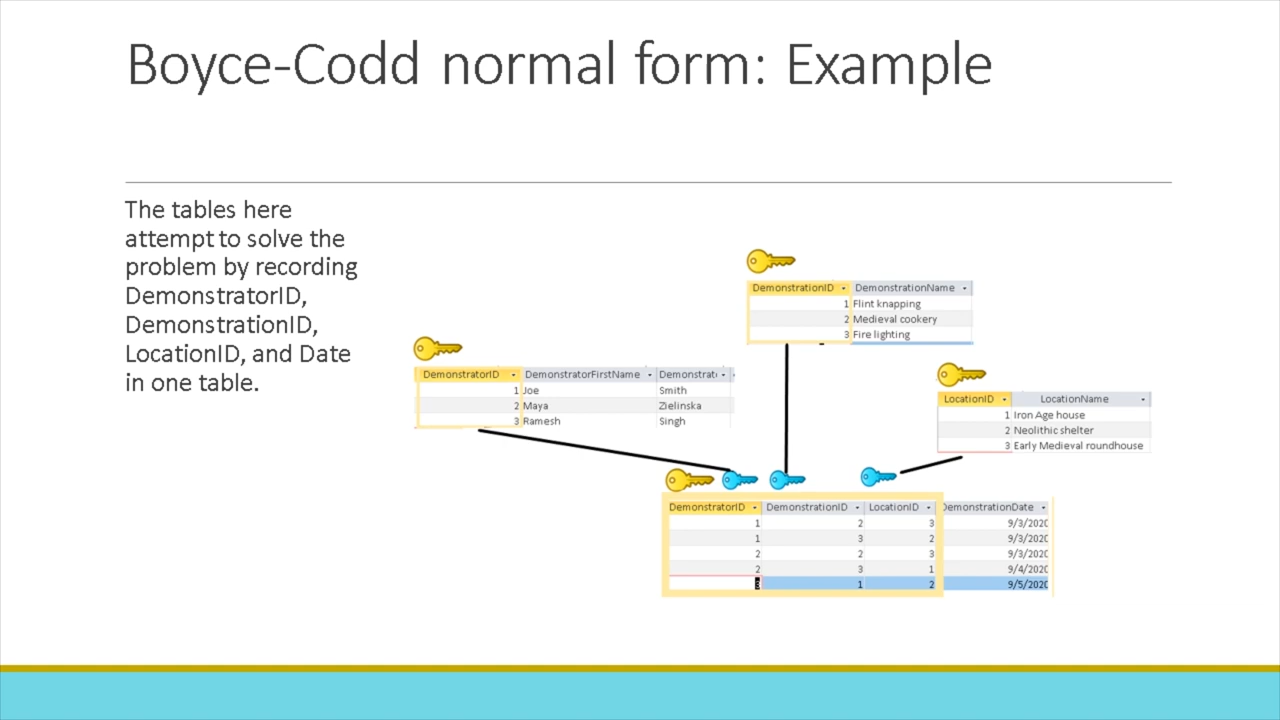 Boyce-Codd normal form: Example
The tables here
attempt to solve the
problem by recording
DemonstratorID,
DemonstrationID,
LocationID, and Date
in one table.
DemonstrationID DemonstrationName
1 Flint knapping
2 Medieval cookery
3 Fire lighting
DemonstratorID DemonstratorFirstName Demonstrat
1 Joe Smith
2 Maya Zielinska
3 Ramesh Singh
LocationID LocationName
1 Iron Age house
2 Neolithic shelter
3 Early Medieval roundhouse
DemonstratorID DemonstrationID LocationID DemonstrationDate
1 2 3 9/3/2020
1 3 2 9/3/2020
2 2 3 9/3/2020
2 3 1 9/4/2020
3 1 2 9/5/2020